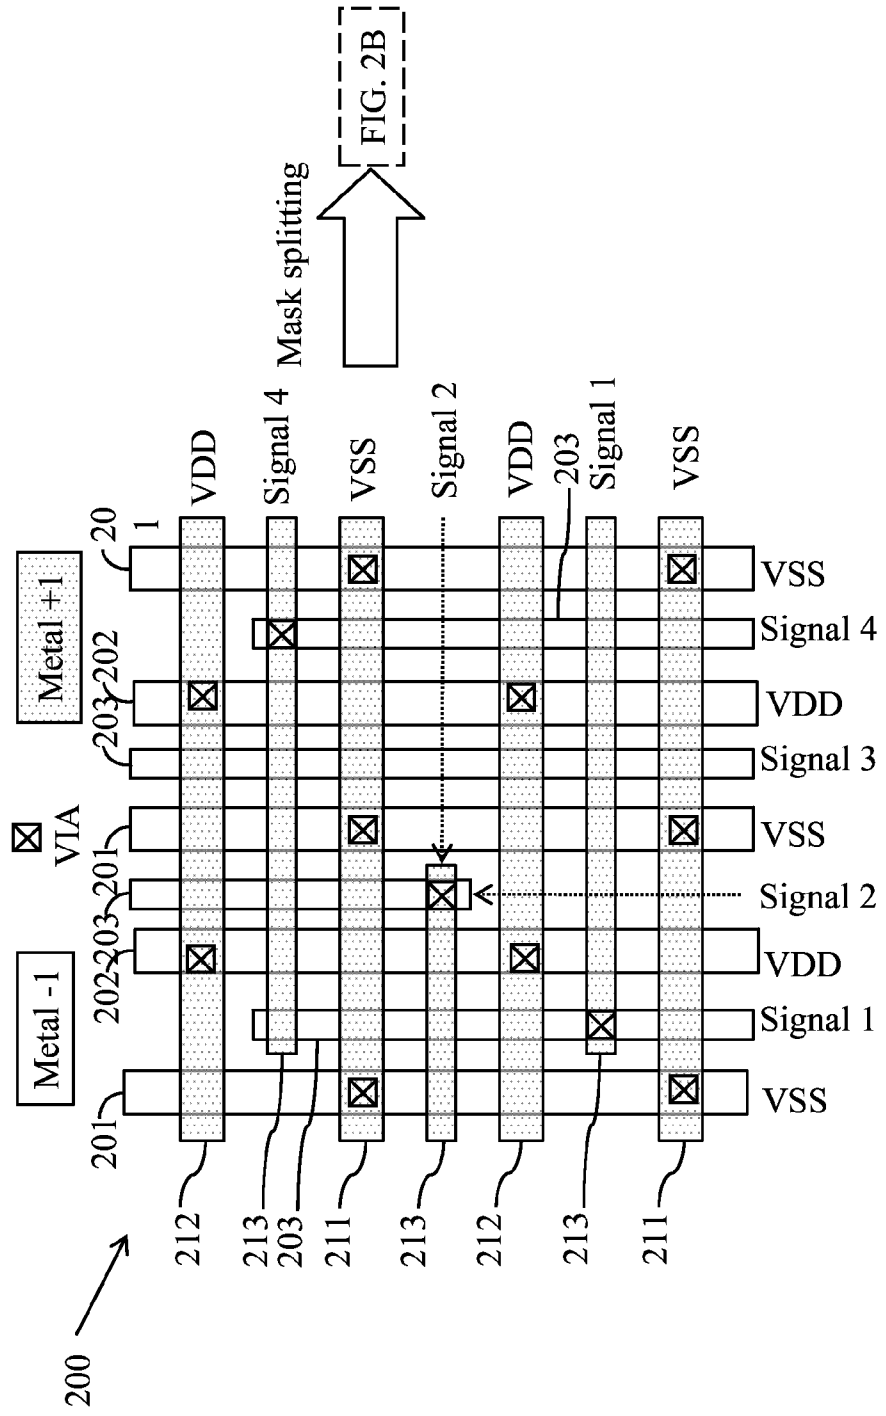 200
Metal -1
VIA
Metal +1
201
202
203
201
203
202
20
1
212
213
203
211
213
212
213
211
VDD
Signal 4
VSS
Signal 2
VDD
203
Signal 1
VSS
VSS
Signal 1
VDD
Signal 2
VSS
Signal 3
VDD
Signal 4
VSS
Mask splitting
FIG. 2B